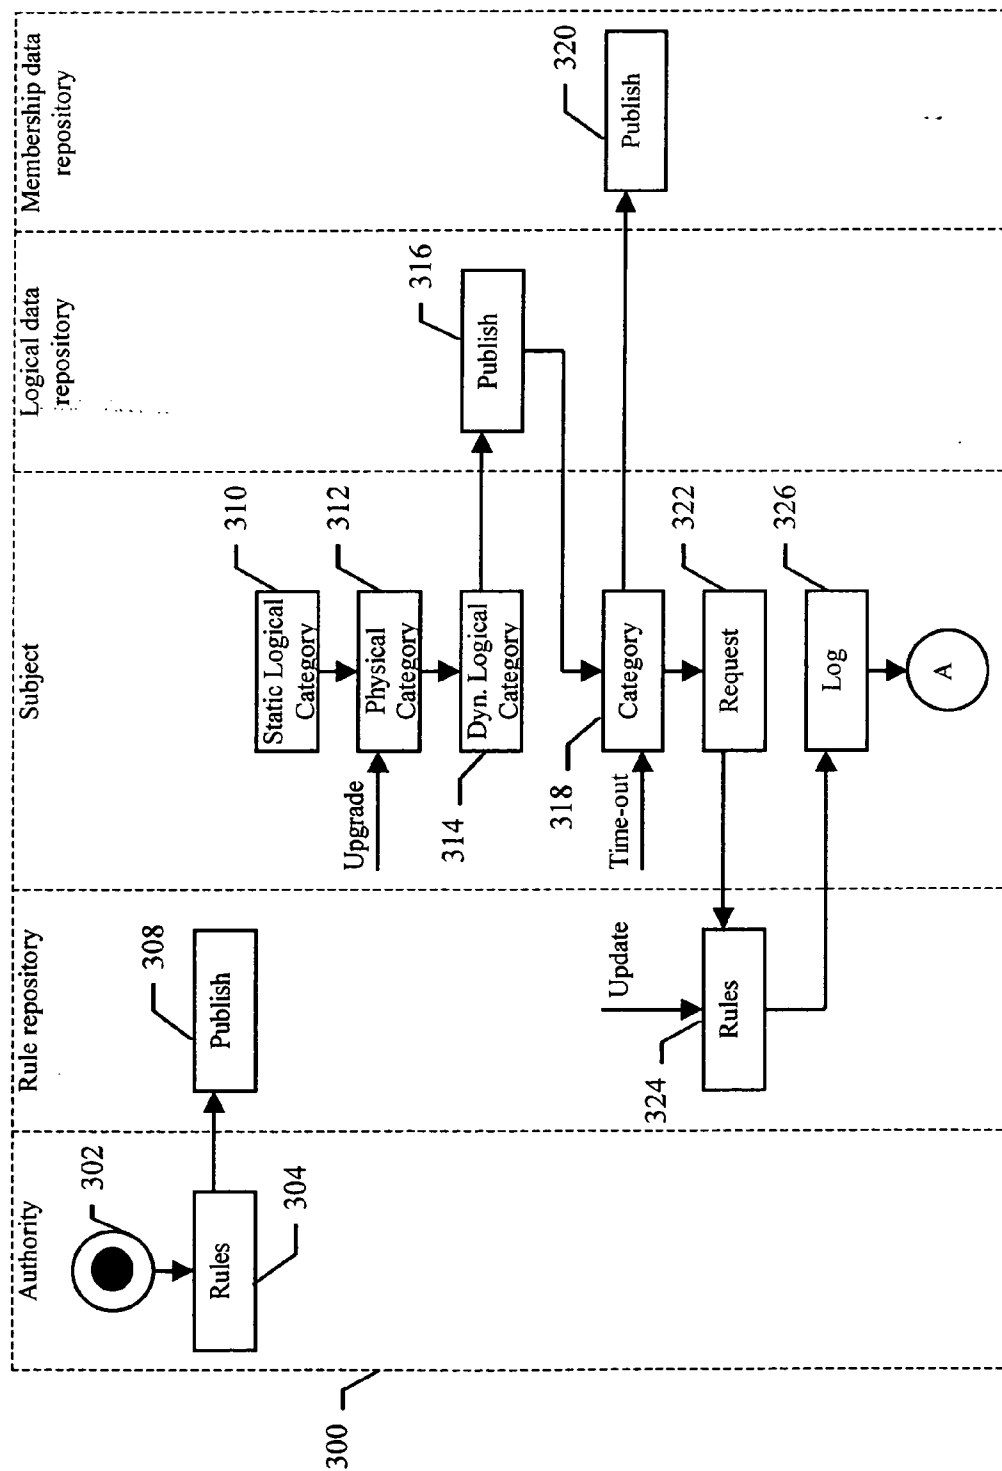 300
Authority
Rule repository
Subject
Logical data
repository
Membership data
repository
302
Rules
304
Publish
308
Static Logical
Category
310
Physical
Category
312
Upgrade
Dyn. Logical
Category
314
Publish
316
Category
318
Time-out
Publish
320
Request
322
Update
Rules
324
Log
326
A